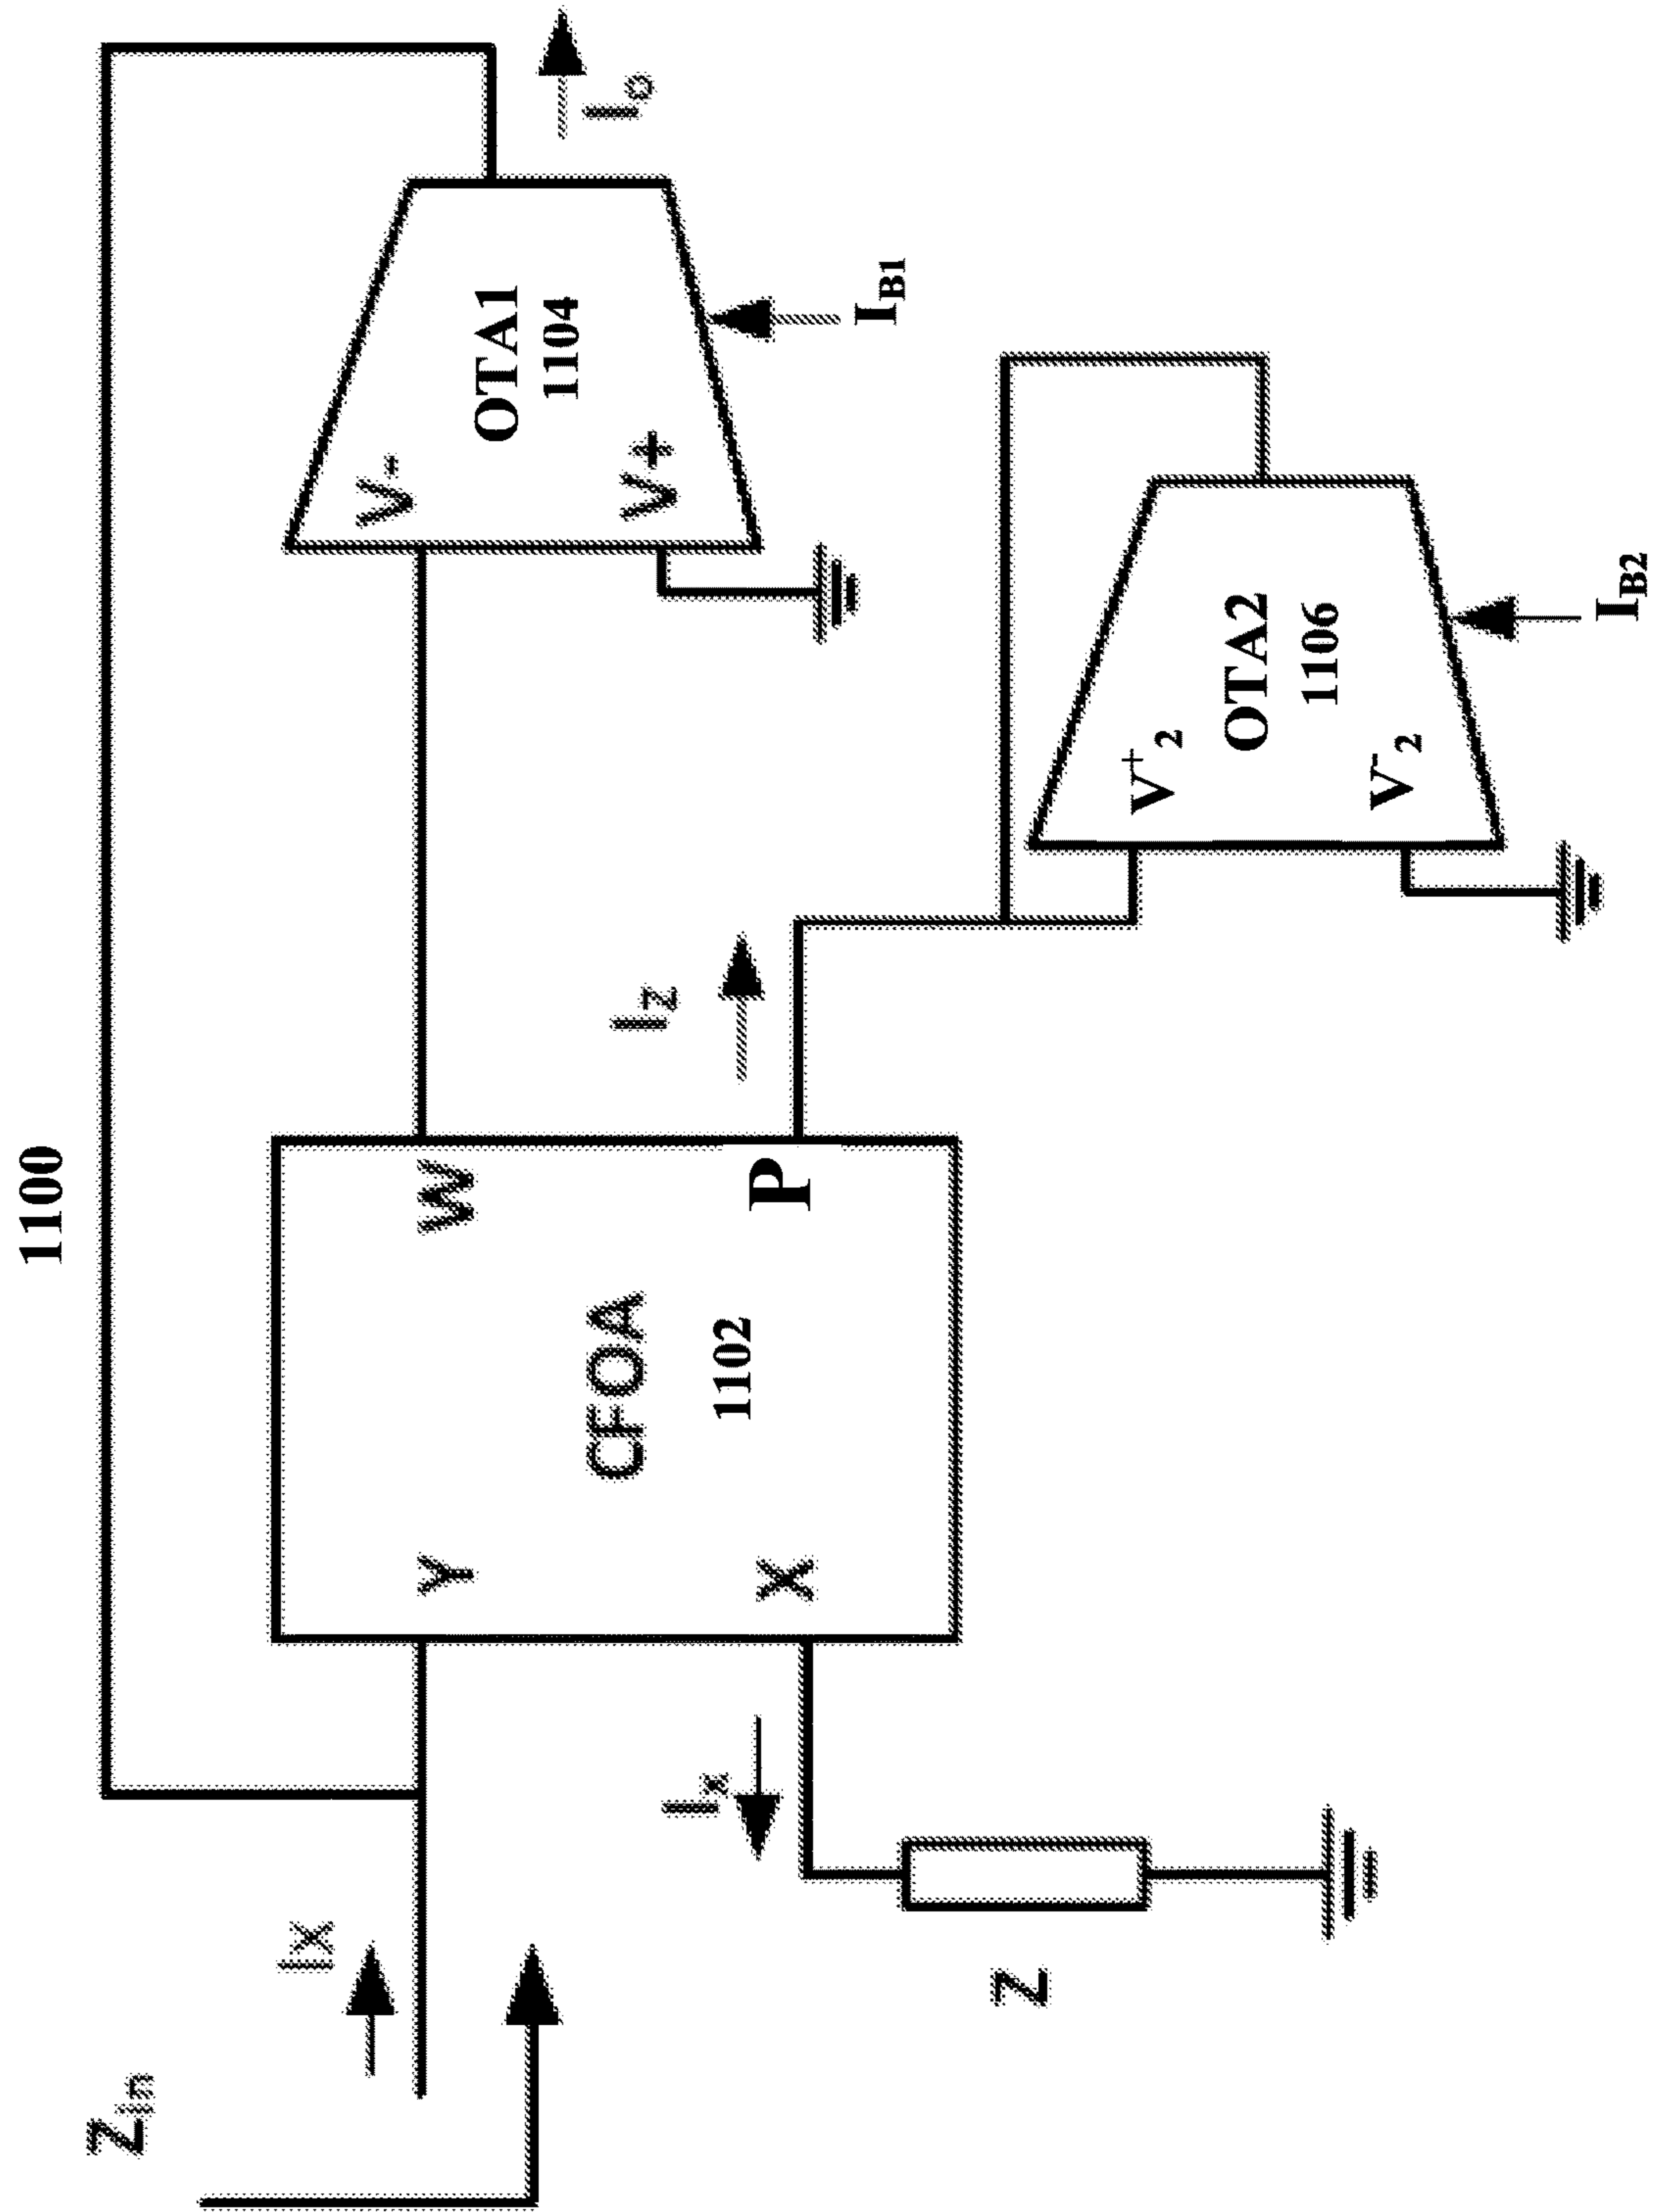 1100
Zin
IX
Y
W
CFOA
1102
X
P
Ix
Z
Iz
V-
V+
OTA1
1104
Io
IB1
V+2
V-2
OTA2
1106
IB2